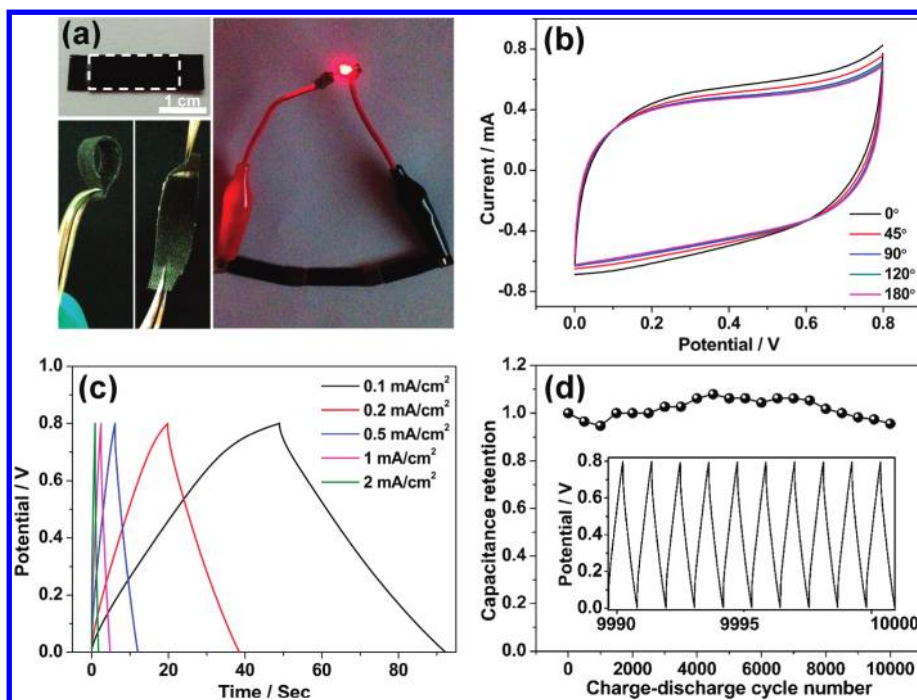 (a)
1 cm
(b)
Current / mA
0.8
0.4
0.0
-0.4
-0.8
0°
45°
90°
120°
180°
0.0 0.2 0.4 0.6 0.8
Potential / V
(c)
Potential / V
1.0
0.8
0.6
0.4
0.2
0.0
0.1 mA/cm²
0.2 mA/cm²
0.5 mA/cm²
1 mA/cm²
2 mA/cm²
0 20 40 60 80
Time / Sec
(d)
Capacitance retention
1.2
1.0
0.8
0.6
0.4
0.2
0.0
Potential / V
0.8
0.6
0.4
0.2
0.0
9990 9995 10000
0 2000 4000 6000 8000 10000
Charge-discharge cycle number